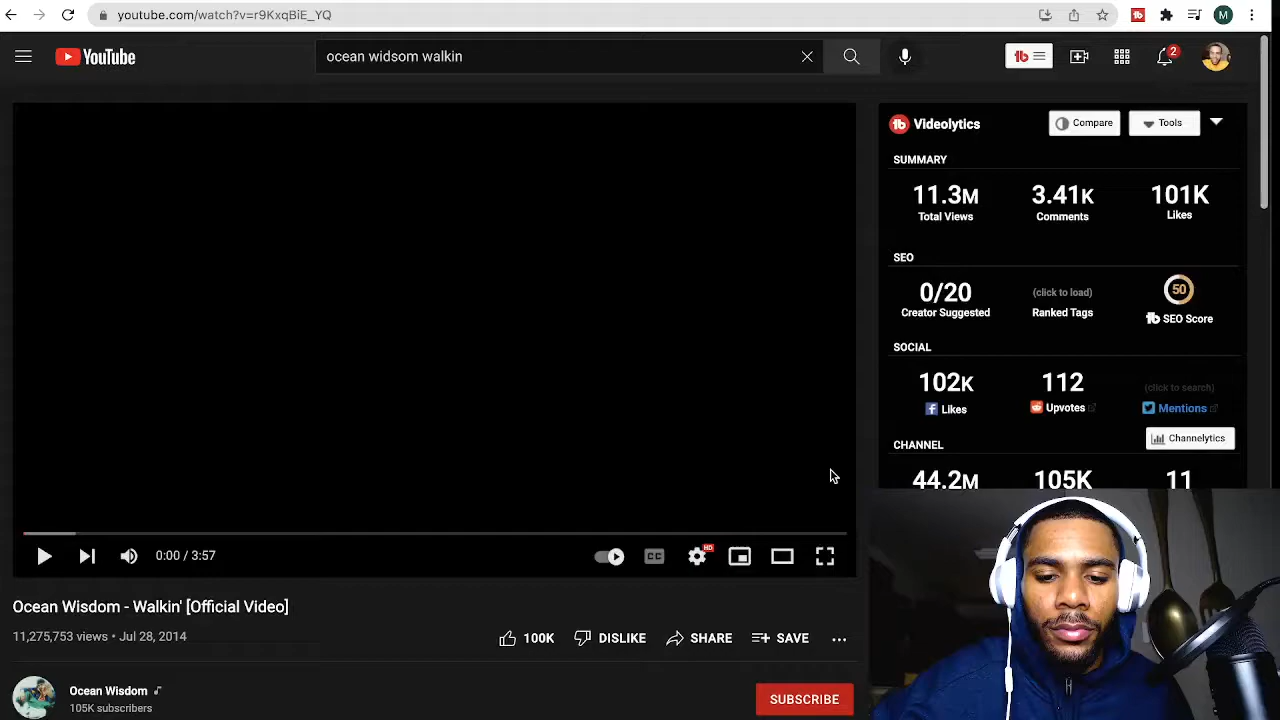 youtube.com/watch?v=r9KxqBiE_YQ
M
YouTube
ocean widsom walkin
2
Videolytics
Compare
Tools
SUMMARY
11.3M 3.41K 101K
Total Views Comments Likes
SEO
0/20 (click to load) 50
Creator Suggested Ranked Tags SEO Score
SOCIAL
102K 112 (click to search)
Likes Upvotes Mentions
CHANNEL
Channelytics
44.2M 105K 11
0:00 / 3:57
CC
HD
Ocean Wisdom - Walkin' [Official Video]
11,275,753 views • Jul 28, 2014
100K DISLIKE SHARE SAVE
Ocean Wisdom
105K subscribers
SUBSCRIBE